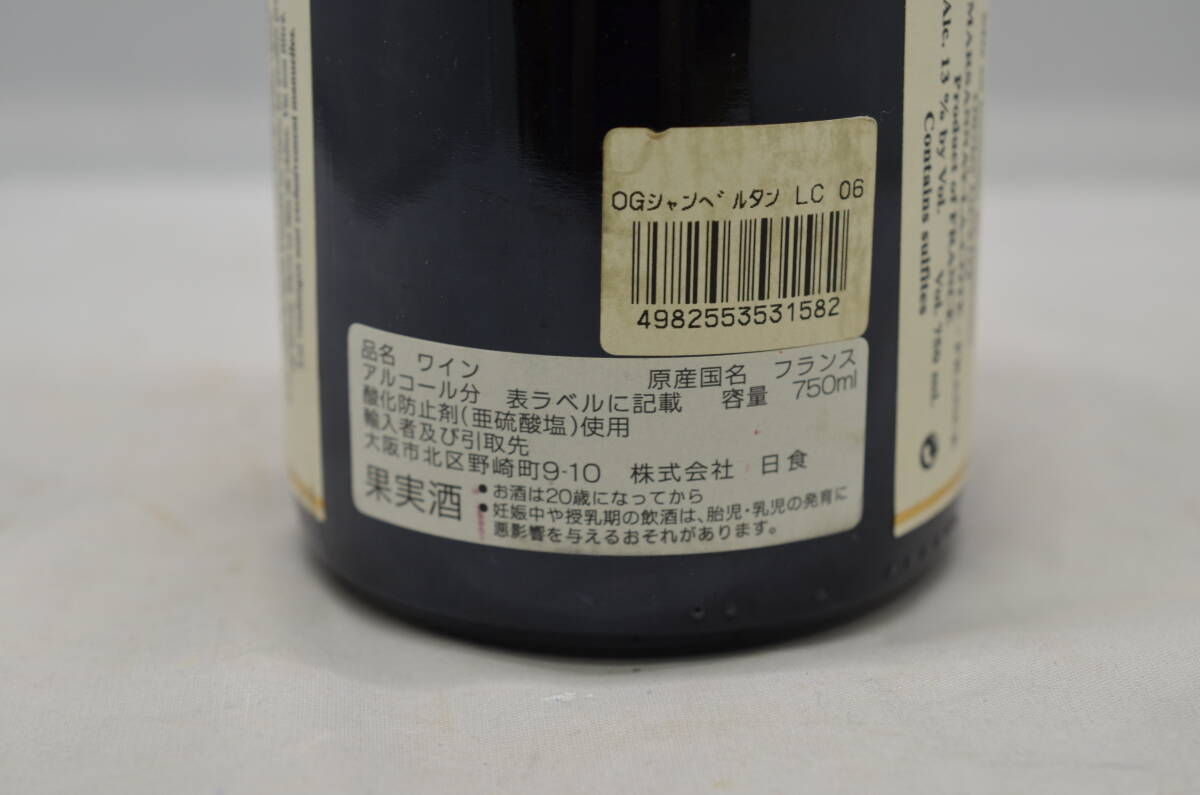 OGシャンベルタン LC 06
4982553531582
品名 ワイン 原産国名 フランス
アルコール分 表ラベルに記載 容量 750ml
酸化防止剤(亜硫酸塩)使用
輸入者及び引取先
大阪市北区野崎町9-10 株式会社 日食
果実酒
•お酒は20歳になってから
•妊娠中や授乳期の飲酒は、胎児・乳児の発育に
悪影響を与えるおそれがあります。
Product of FRANCE
Alc. 13 % by Vol. Vol. 750 ml.
Contains sulfites